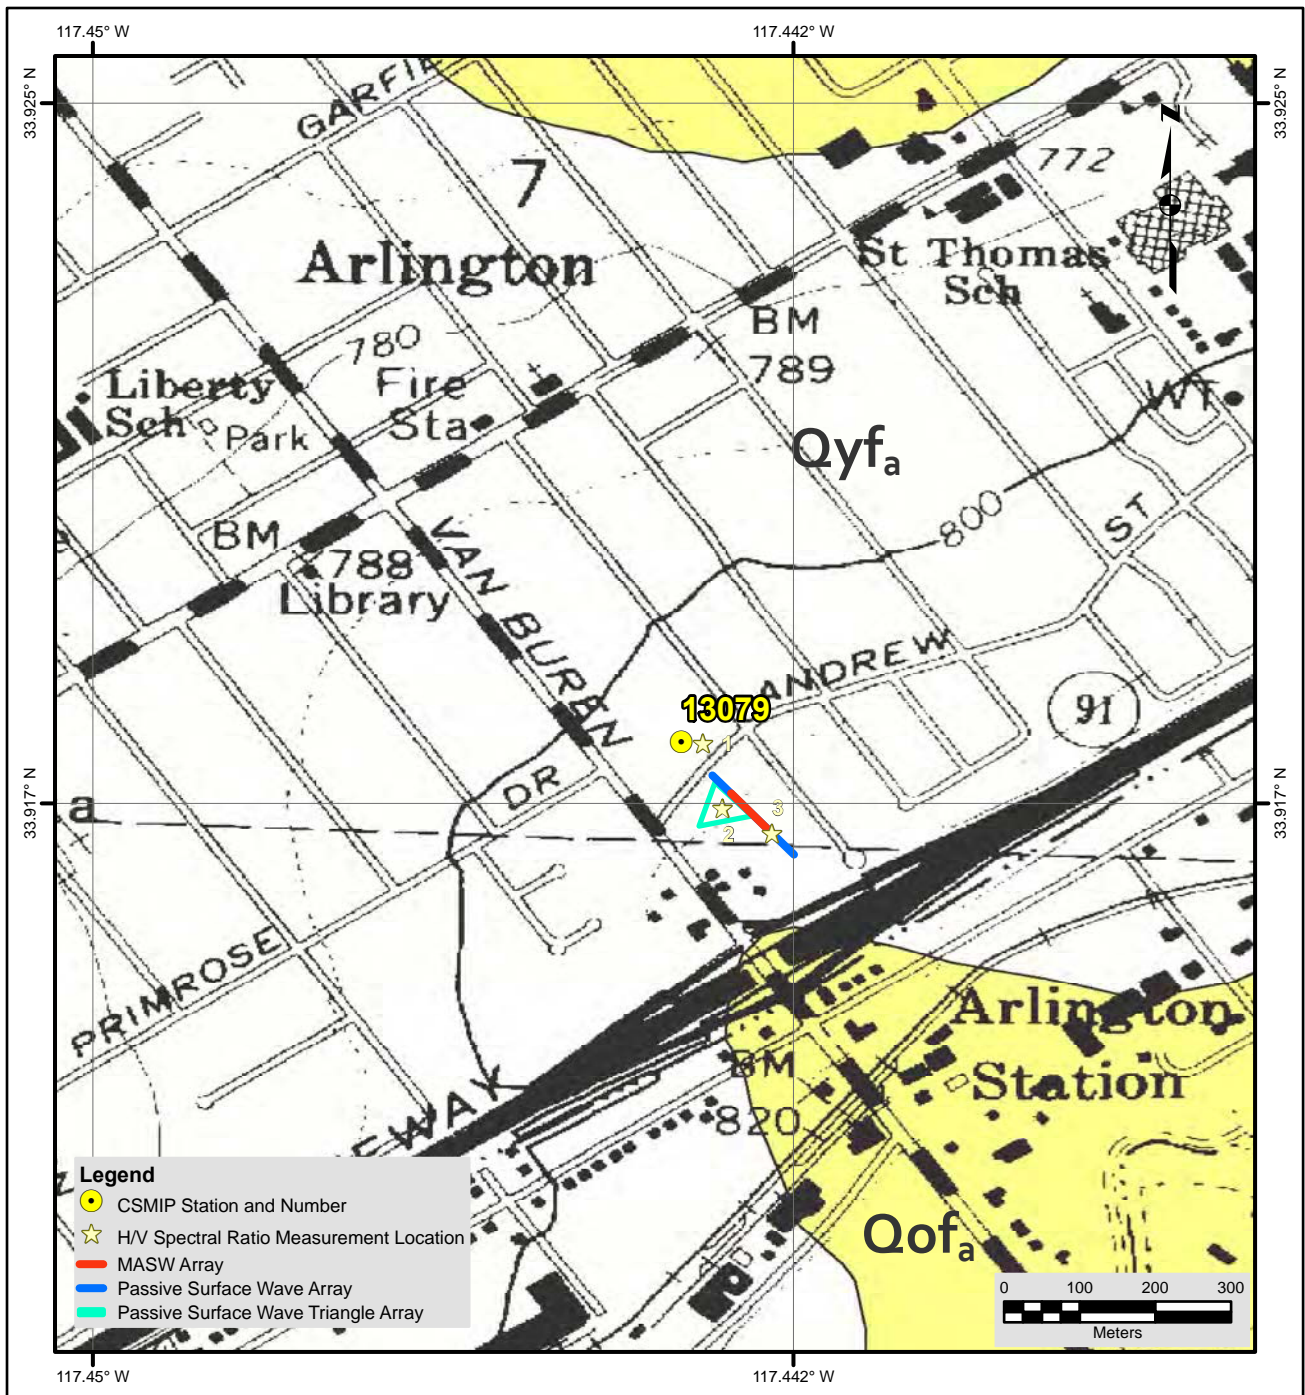 117.45° W
117.442° W
33.925° N
33.925° N
GARFIE
7
772
N
Arlington
St Thomas
Sch
BM
789
780
Liberty
Sch
Fire
Sta
Park
WT
Qyfa
BM
788
Library
800
ST
VAN BUREN
ANDREW
13079
1
91
DR
3
2
33.917° N
33.917° N
a
PRIMROSE
Arlington
Station
BM
820
EWAY
Qofa
Legend
CSMIP Station and Number
H/V Spectral Ratio Measurement Location
MASW Array
Passive Surface Wave Array
Passive Surface Wave Triangle Array
0 100 200 300
Meters
117.45° W
117.442° W